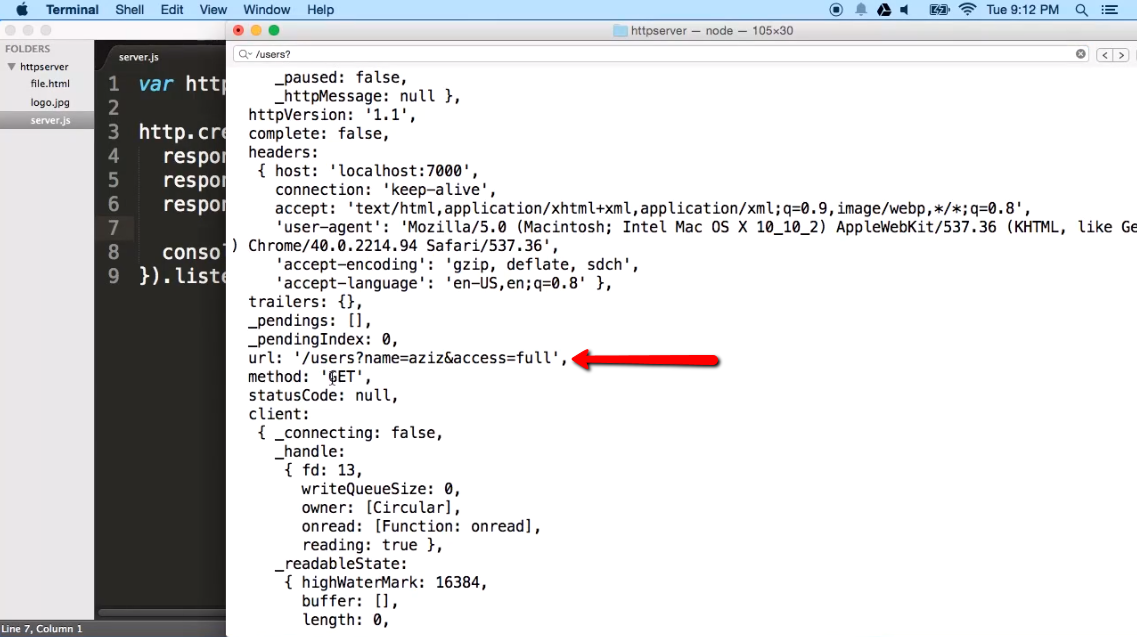 Terminal Shell Edit View Window Help Tue 9:12 PM
httpserver — node — 105×30
FOLDERS
httpserver
file.html
logo.jpg
server.js
server.js
1 var http
2
3 http.cre
4 respon
5 respon
6 respon
7
8 consol
9 }).liste
Line 7, Column 1
/users?
_paused: false,
_httpMessage: null },
httpVersion: '1.1',
complete: false,
headers:
{ host: 'localhost:7000',
connection: 'keep-alive',
accept: 'text/html,application/xhtml+xml,application/xml;q=0.9,image/webp,*/*;q=0.8',
'user-agent': 'Mozilla/5.0 (Macintosh; Intel Mac OS X 10_10_2) AppleWebKit/537.36 (KHTML, like Ge
) Chrome/40.0.2214.94 Safari/537.36',
'accept-encoding': 'gzip, deflate, sdch',
'accept-language': 'en-US,en;q=0.8' },
trailers: {},
_pendings: [],
_pendingIndex: 0,
url: '/users?name=aziz&access=full',
method: 'GET',
statusCode: null,
client:
{ _connecting: false,
_handle:
{ fd: 13,
writeQueueSize: 0,
owner: [Circular],
onread: [Function: onread],
reading: true },
_readableState:
{ highWaterMark: 16384,
buffer: [],
length: 0,